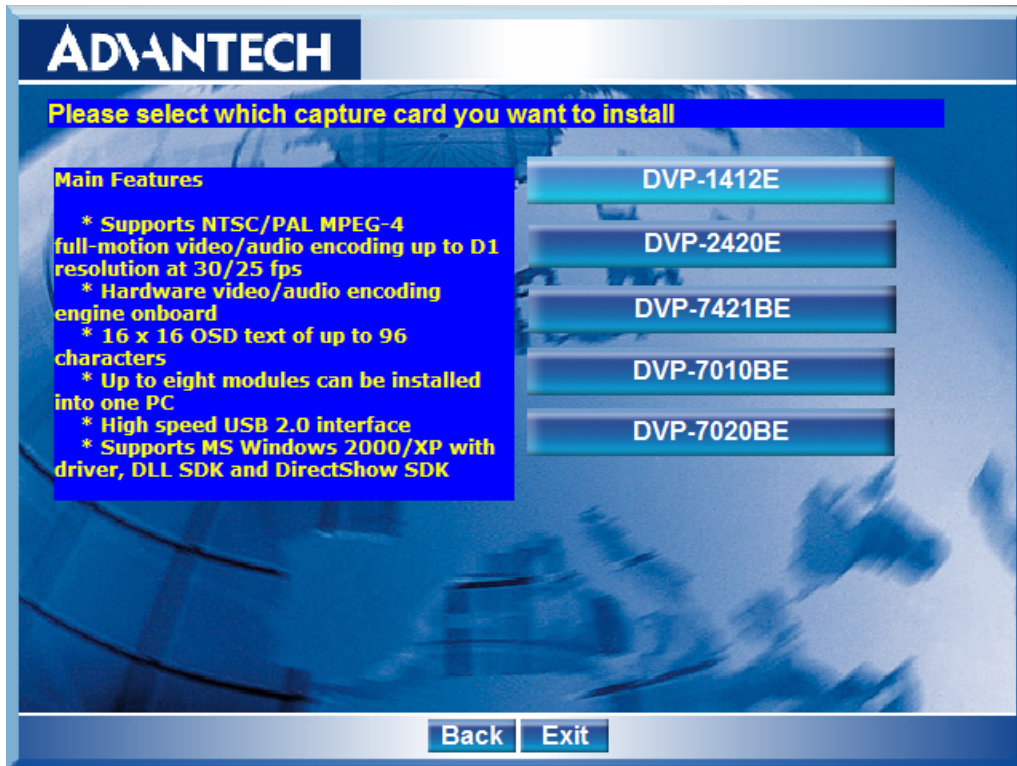 ADVANTECH
Please select which capture card you want to install
Main Features
* Supports NTSC/PAL MPEG-4
full-motion video/audio encoding up to D1
resolution at 30/25 fps
* Hardware video/audio encoding
engine onboard
* 16 x 16 OSD text of up to 96
characters
* Up to eight modules can be installed
into one PC
* High speed USB 2.0 interface
* Supports MS Windows 2000/XP with
driver, DLL SDK and DirectShow SDK
DVP-1412E
DVP-2420E
DVP-7421BE
DVP-7010BE
DVP-7020BE
Back
Exit